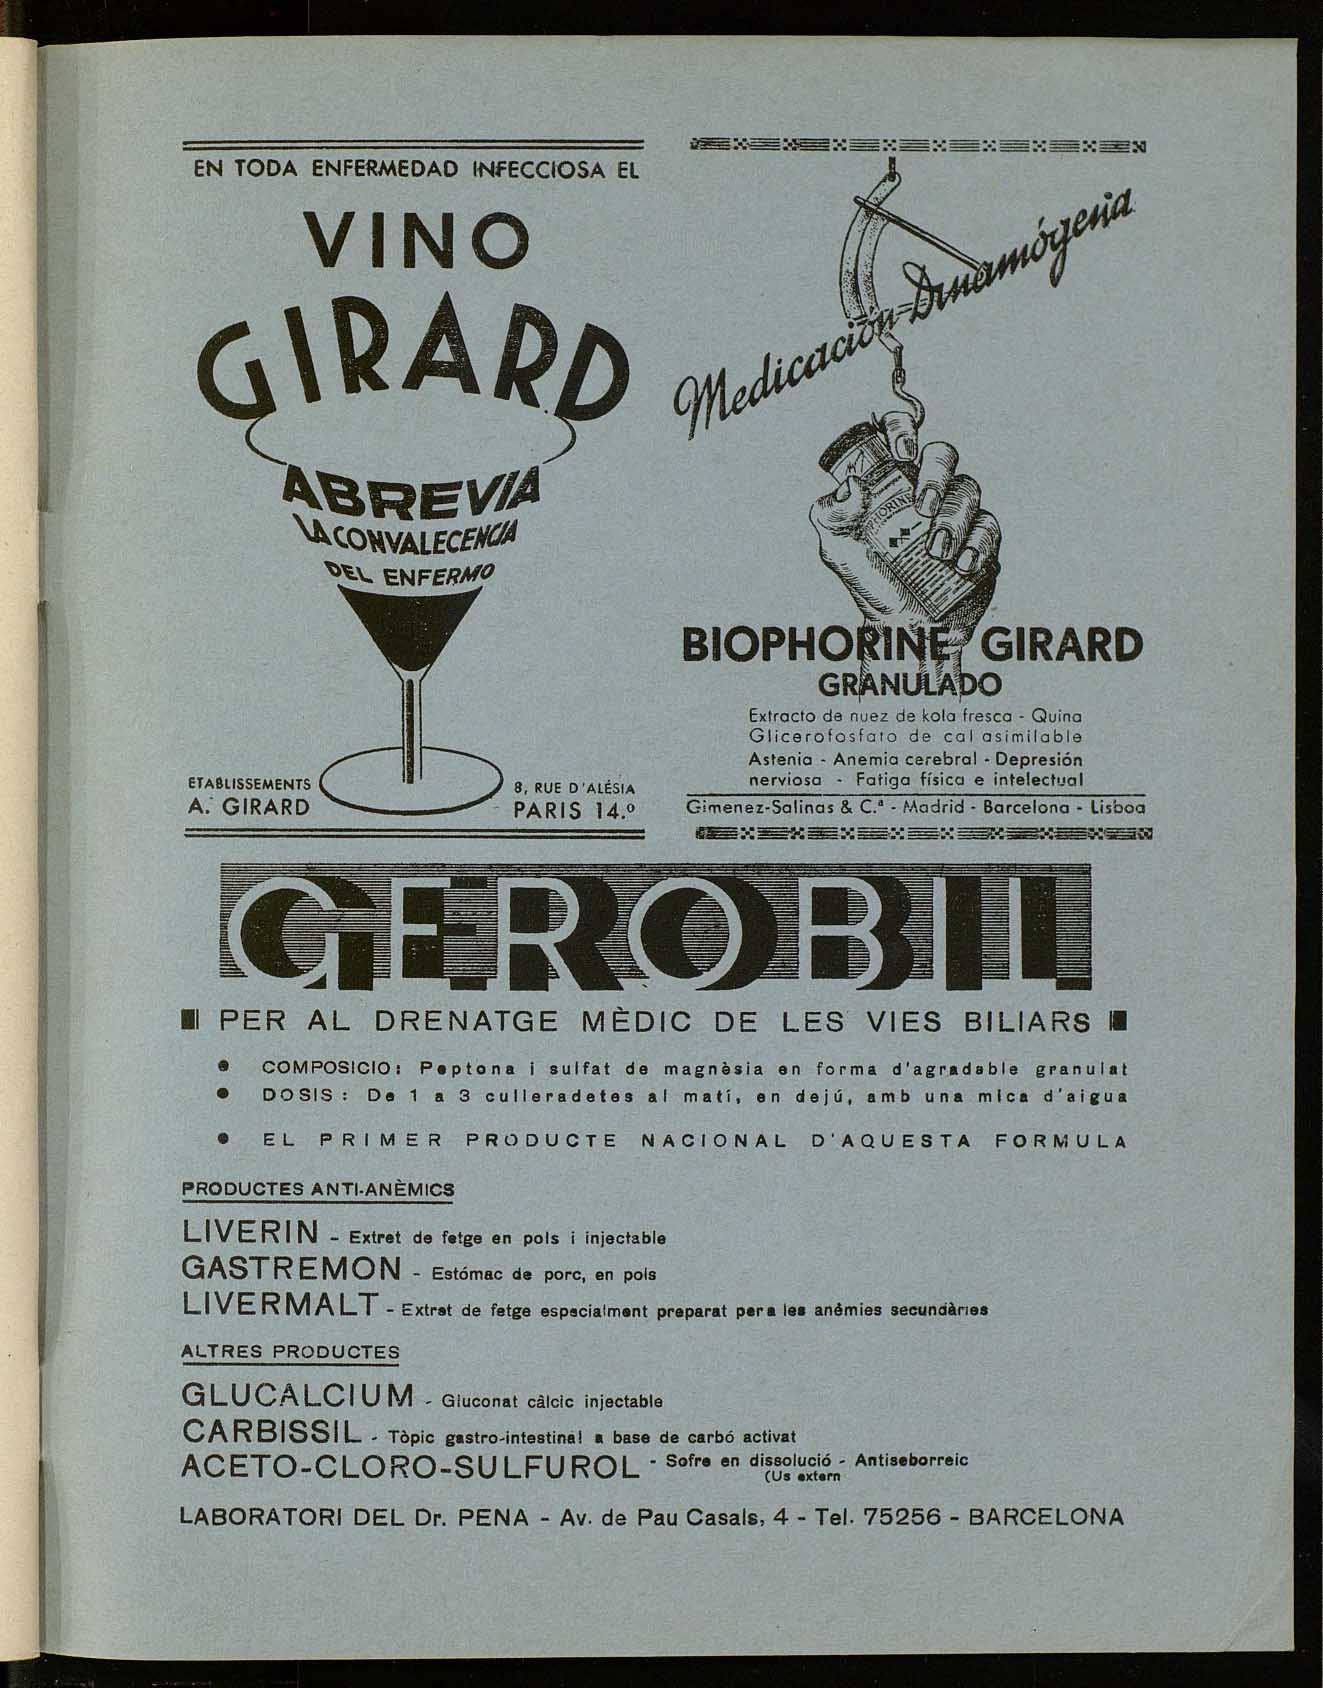 EN TODA ENFERMEDAD INFECCIOSA EL
VINO
GIRARD
ABREVIA
LA CONVALECENCIA
DEL ENFERMO
ETABLISSEMENTS
A. GIRARD
8, RUE D'ALÉSIA
PARIS 14.º
Medicación Dinamógena
BIOPHORINE GIRARD
GRANULADO
Extracto de nuez de kola fresca - Quina
Glicerofosfato de cal asimilable
Astenia - Anemia cerebral - Depresión
nerviosa - Fatiga física e intelectual
Gimenez-Salinas & C.ª - Madrid - Barcelona - Lisboa
GEROBIL
PER AL DRENATGE MÈDIC DE LES VIES BILIARS
• COMPOSICIO: Peptona i sulfat de magnèsia en forma d'agradable granulat
• DOSIS: De 1 a 3 culleradetes al matí, en dejú, amb una mica d'aigua
• EL PRIMER PRODUCTE NACIONAL D'AQUESTA FORMULA
PRODUCTES ANTI-ANÈMICS
LIVERIN - Extret de fetge en pols i injectable
GASTREMON - Estómac de porc, en pols
LIVERMALT - Extret de fetge especialment preparat per a les anémies secundàries
ALTRES PRODUCTES
GLUCALCIUM - Gluconat càlcic injectable
CARBISSIL - Tòpic gastro-intestinal a base de carbó activat
ACETO-CLORO-SULFUROL - Sofre en dissolució - Antiseborreic
(Us extern
LABORATORI DEL Dr. PENA - Av. de Pau Casals, 4 - Tel. 75256 - BARCELONA